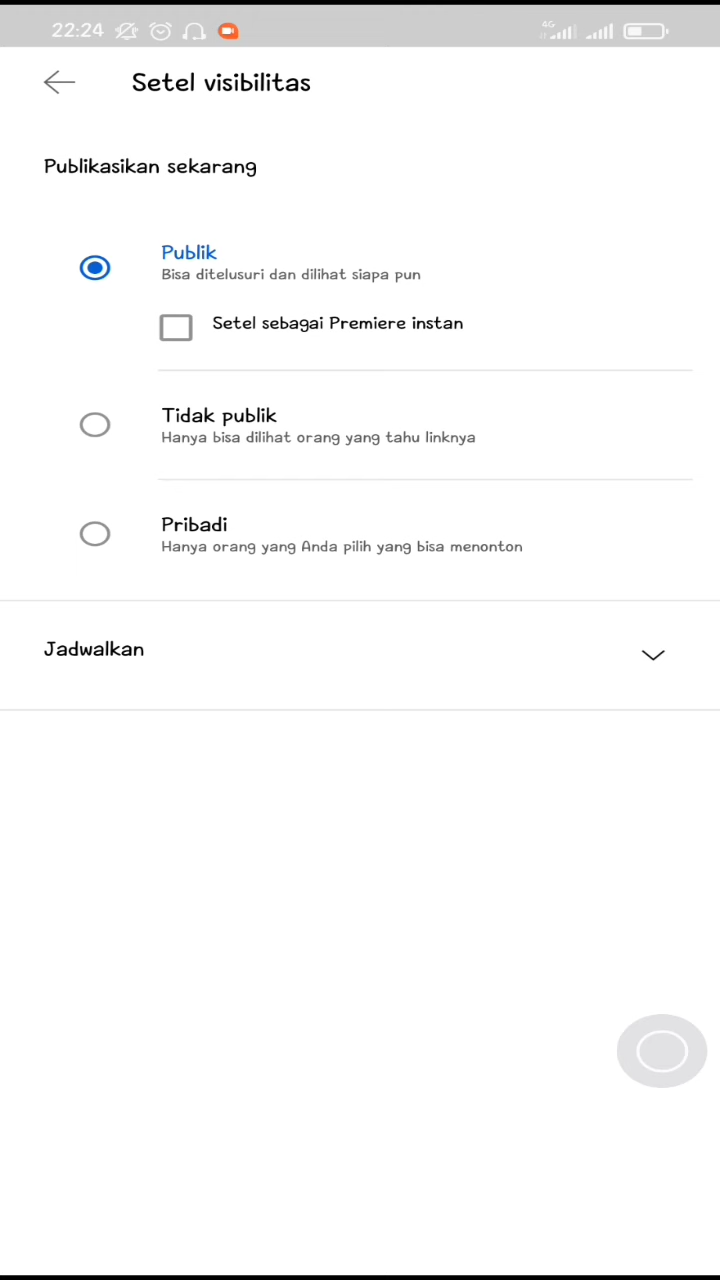 22:24
4G
Setel visibilitas
Publikasikan sekarang
Publik
Bisa ditelusuri dan dilihat siapa pun
Setel sebagai Premiere instan
Tidak publik
Hanya bisa dilihat orang yang tahu linknya
Pribadi
Hanya orang yang Anda pilih yang bisa menonton
Jadwalkan